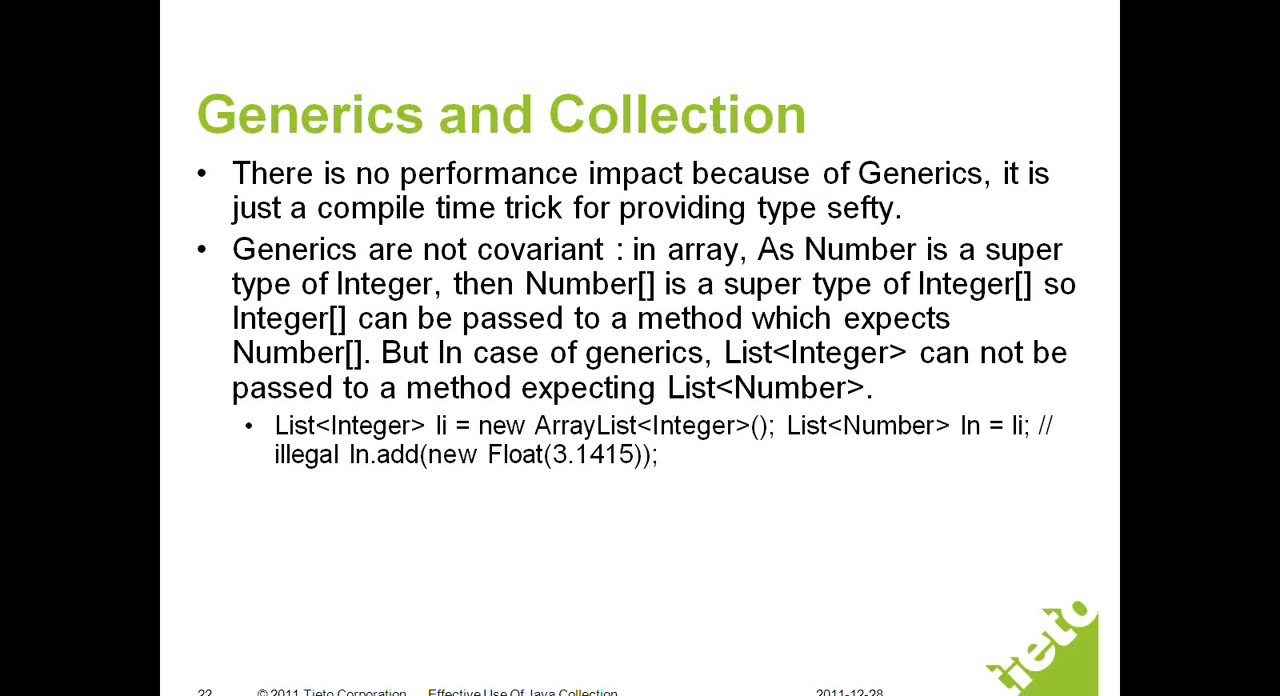 Generics and Collection
• There is no performance impact because of Generics, it is
just a compile time trick for providing type sefty.
• Generics are not covariant : in array, As Number is a super
type of Integer, then Number[] is a super type of Integer[] so
Integer[] can be passed to a method which expects
Number[]. But In case of generics, List<Integer> can not be
passed to a method expecting List<Number>.
• List<Integer> li = new ArrayList<Integer>(); List<Number> ln = li; //
illegal ln.add(new Float(3.1415));
tieto
22 © 2011 Tieto Corporation Effective Use Of Java Collection 2011-12-28